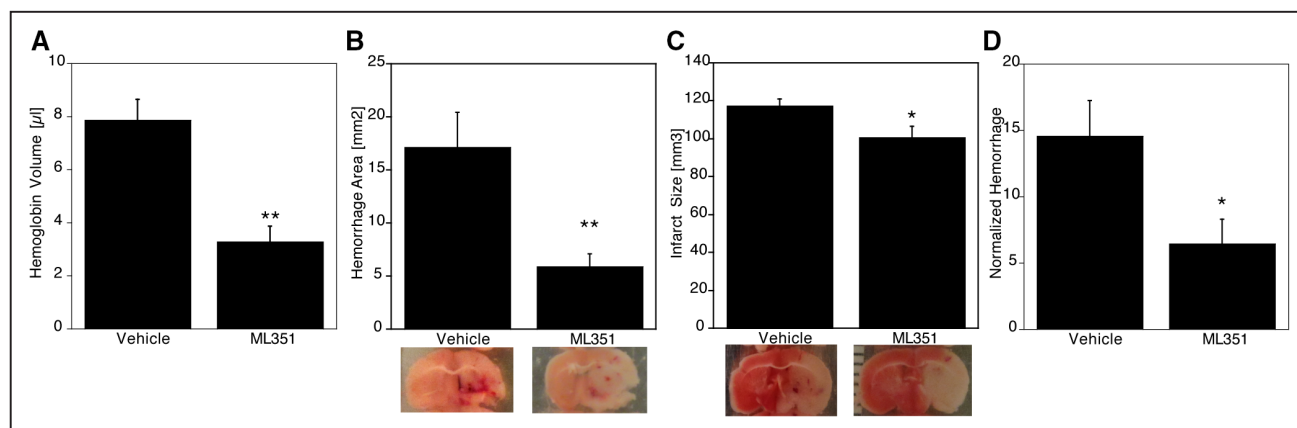 A
Hemoglobin Volume [µl]
10
8
6
4
2
0
**
Vehicle
ML351
B
Hemorrhage Area [mm2]
25
20
15
10
5
0
**
Vehicle
ML351
C
Infarct Size [mm3]
140
120
100
80
60
40
20
0
*
Vehicle
ML351
D
Normalized Hemorrhage
20
15
10
5
0
*
Vehicle
ML351